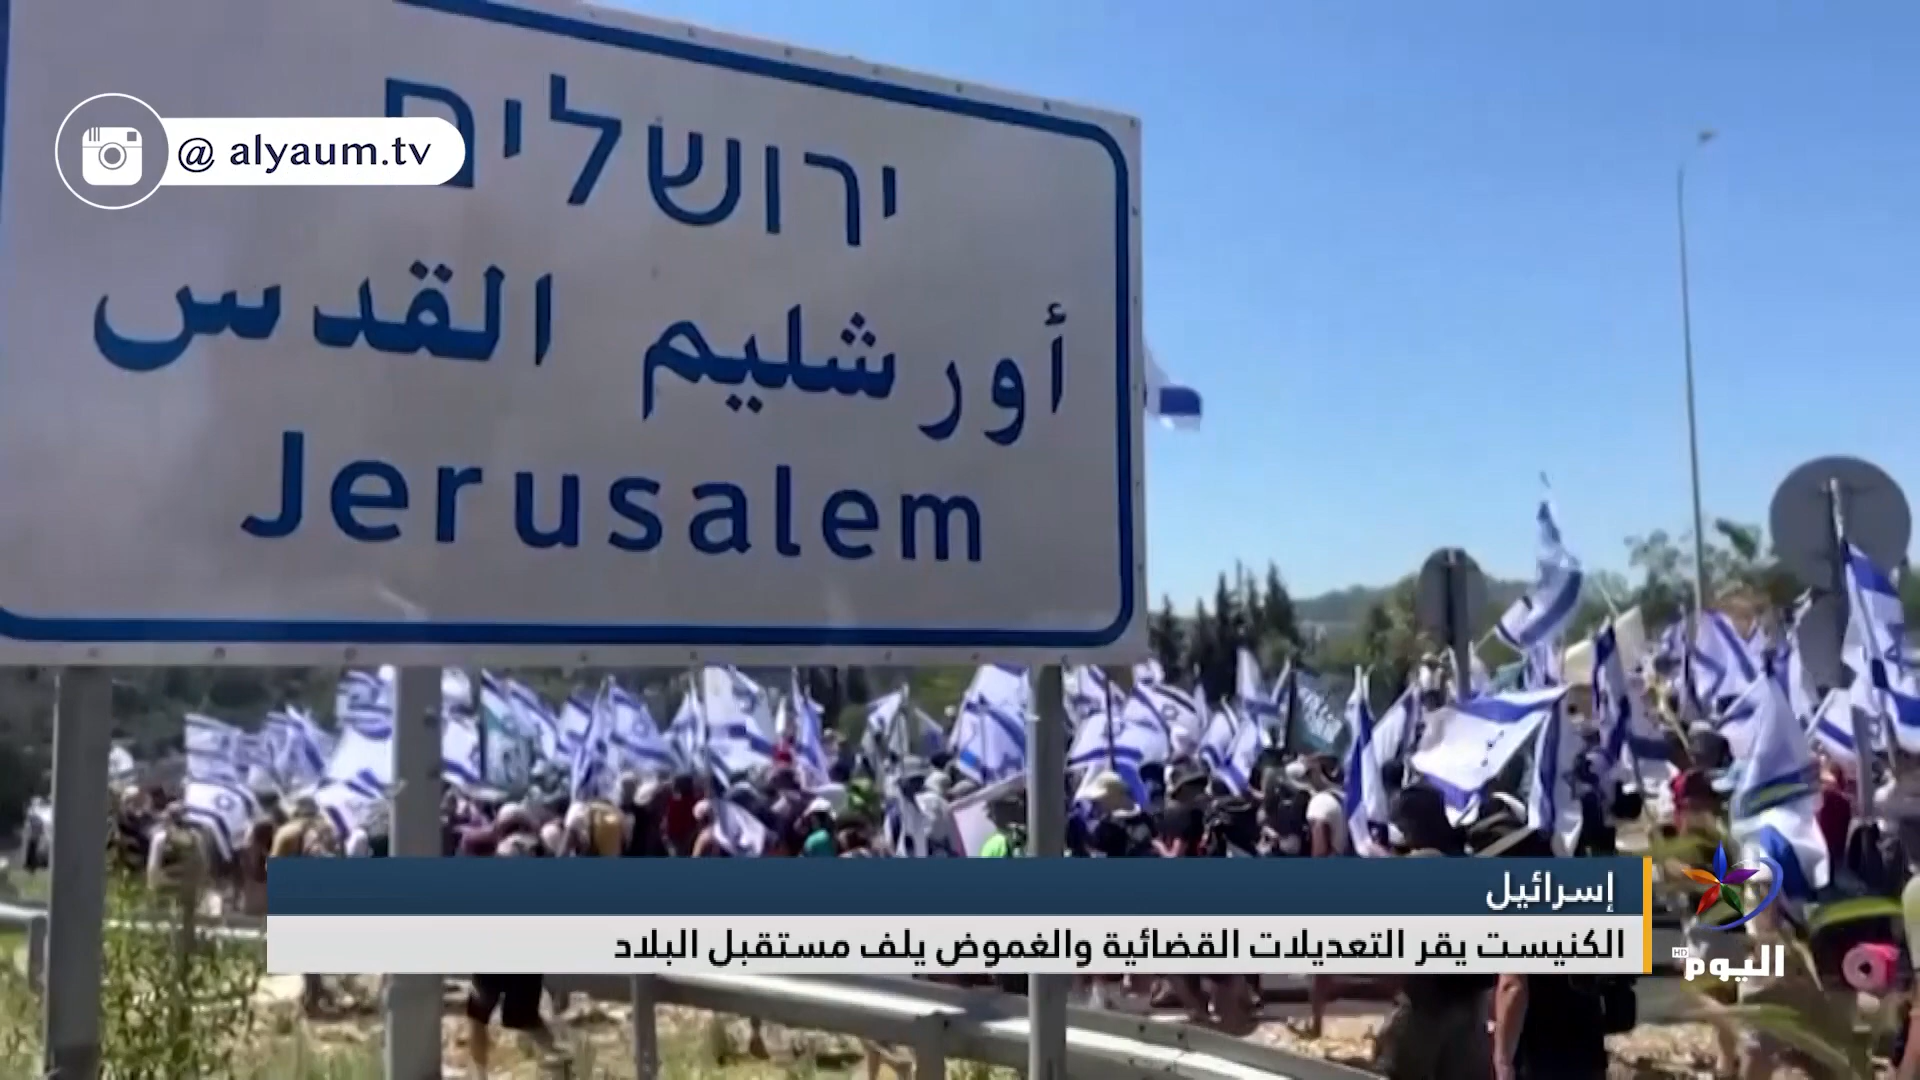 @ alyaum.tv
ירושלים
أورشليم القدس
Jerusalem
إسرائيل
الكنيست يقر التعديلات القضائية والغموض يلف مستقبل البلاد
اليوم HD